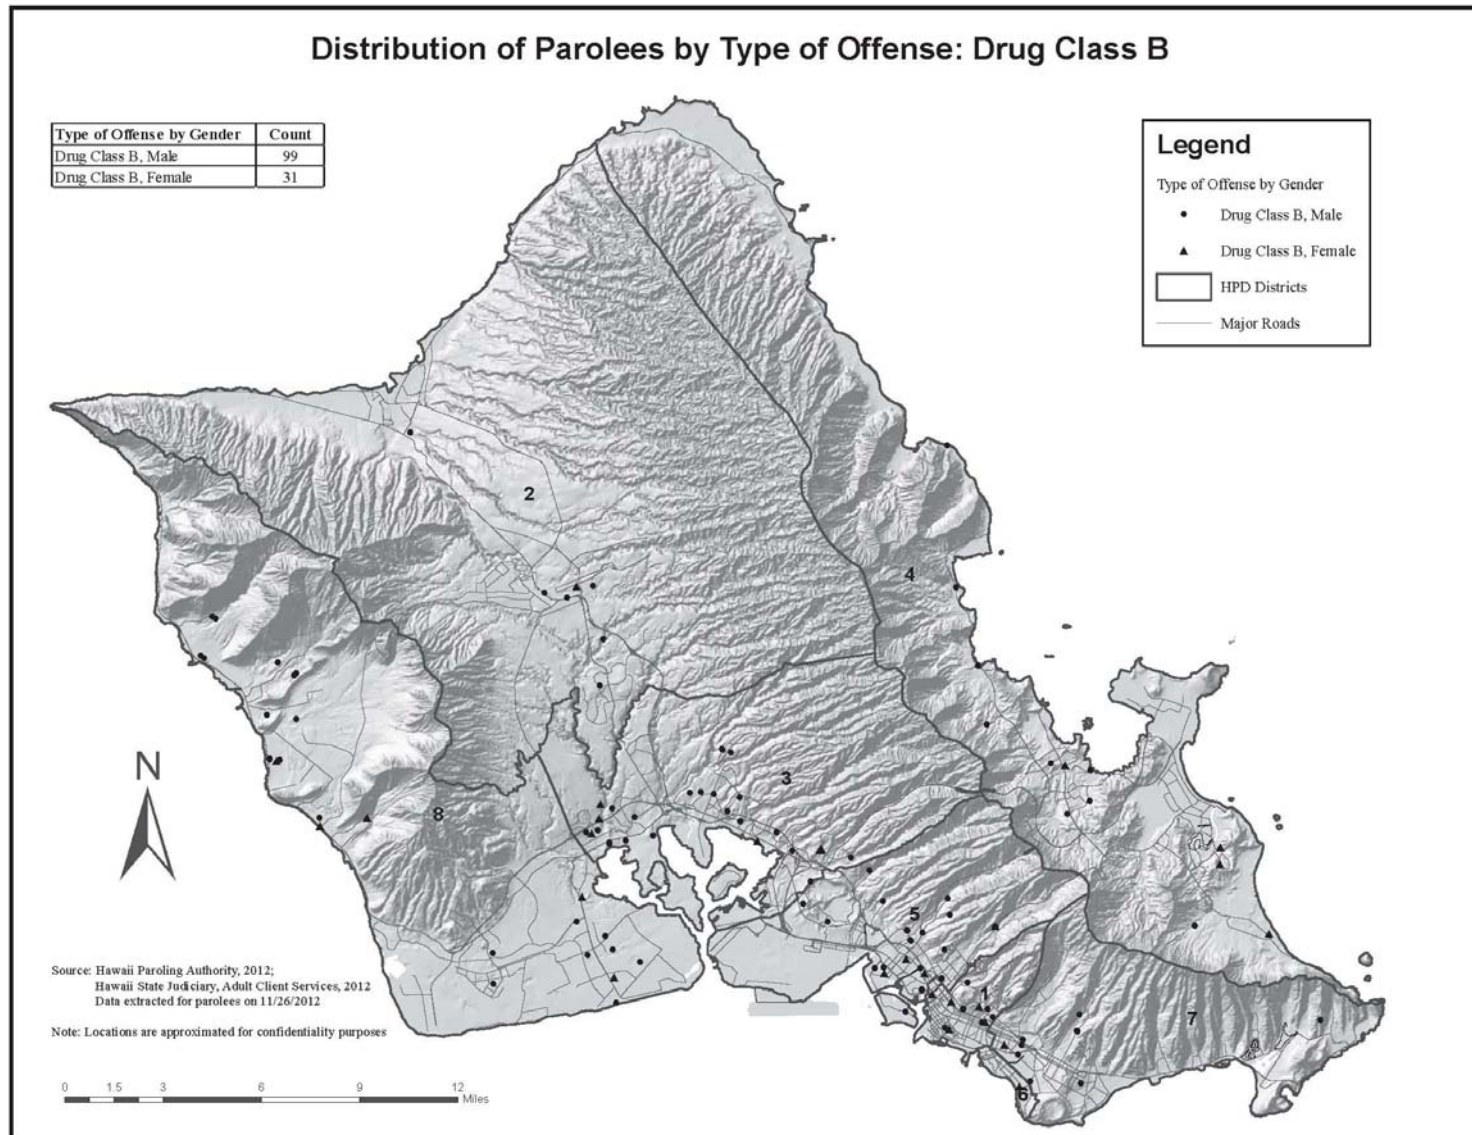 Distribution of Parolees by Type of Offense: Drug Class B
Type of Offense by Gender Count
Drug Class B, Male 99
Drug Class B, Female 31
Legend
Type of Offense by Gender
Drug Class B, Male
Drug Class B, Female
HPD Districts
Major Roads
2
4
3
8
5
1
7
6
N
Source: Hawaii Paroling Authority, 2012;
Hawaii State Judiciary, Adult Client Services, 2012
Data extracted for parolees on 11/26/2012
Note: Locations are approximated for confidentiality purposes
0 1.5 3 6 9 12
Miles